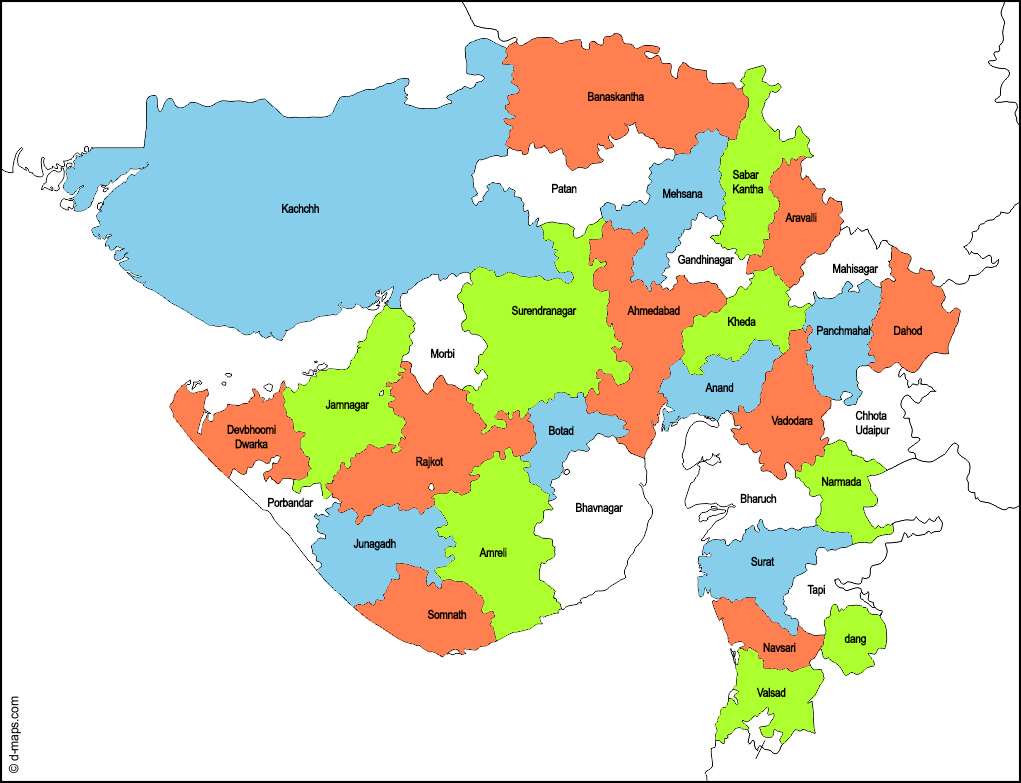 Banaskantha
Patan
Mehsana
Sabar
Kantha
Aravalli
Kachchh
Gandhinagar
Mahisagar
Surendranagar
Ahmedabad
Kheda
Panchmahal
Dahod
Morbi
Anand
Jamnagar
Devbhoomi
Dwarka
Rajkot
Botad
Vadodara
Chhota
Udaipur
Narmada
Porbandar
Bharuch
Bhavnagar
Junagadh
Amreli
Surat
Tapi
Somnath
dang
Navsari
Valsad
© d-maps.com